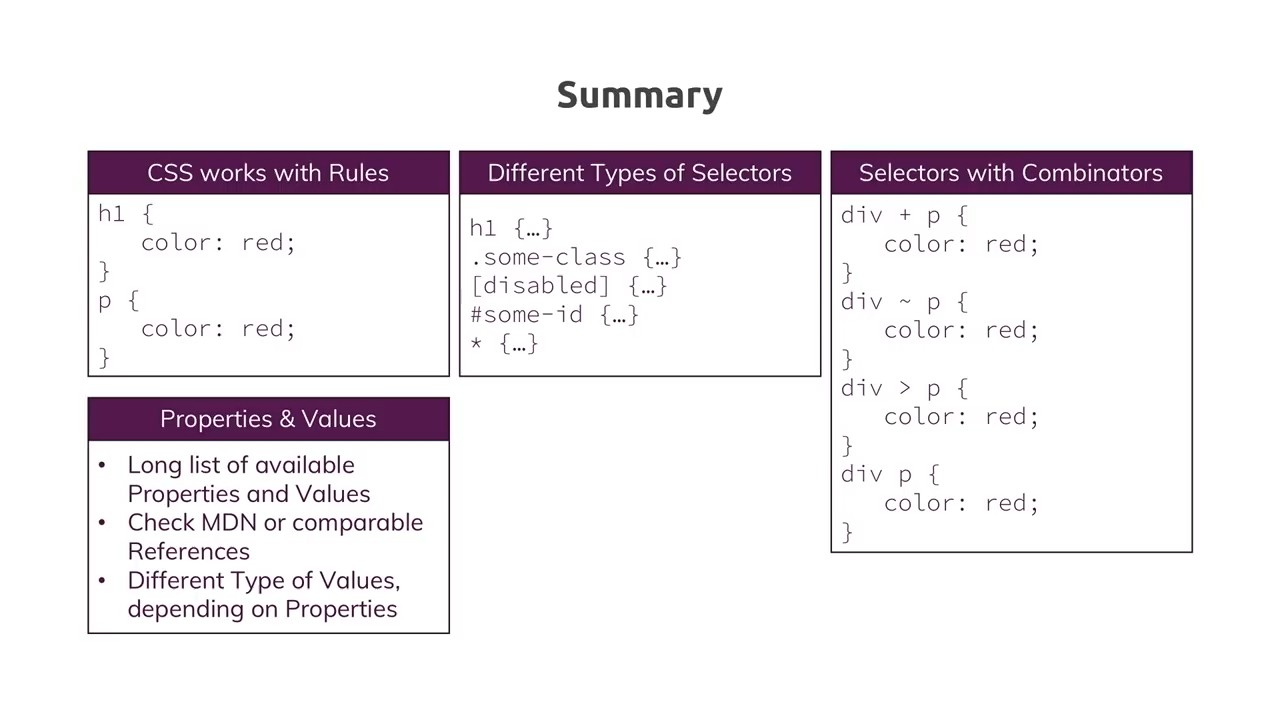 Summary
CSS works with Rules
h1 {
   color: red;
}
p {
   color: red;
}
Different Types of Selectors
h1 {…}
.some-class {…}
[disabled] {…}
#some-id {…}
* {…}
Selectors with Combinators
div + p {
   color: red;
}
div ~ p {
   color: red;
}
div > p {
   color: red;
}
div p {
   color: red;
}
Properties & Values
• Long list of available
Properties and Values
• Check MDN or comparable
References
• Different Type of Values,
depending on Properties